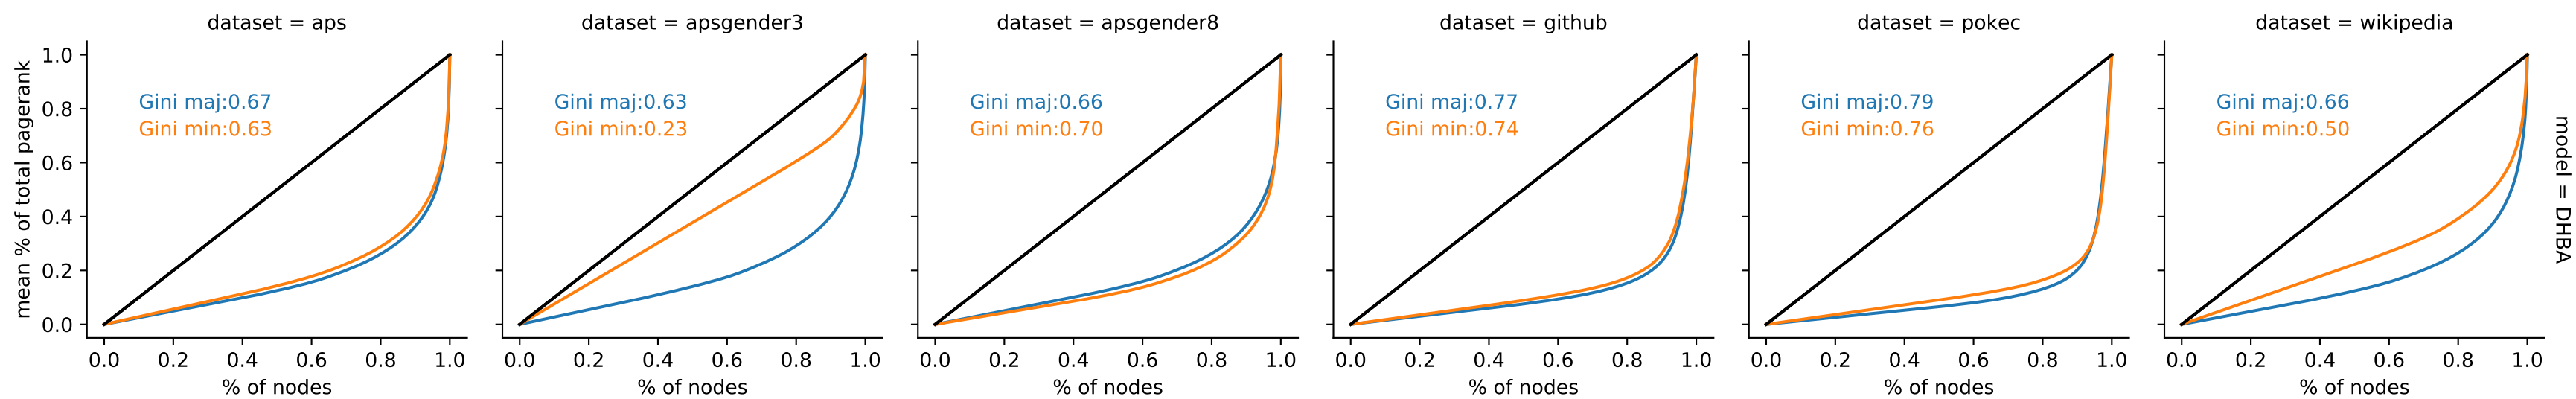 dataset = aps
dataset = apsgender3
dataset = apsgender8
dataset = github
dataset = pokec
dataset = wikipedia
mean % of total pagerank
1.0
0.8
0.6
0.4
0.2
0.0
Gini maj:0.67
Gini min:0.63
Gini maj:0.63
Gini min:0.23
Gini maj:0.66
Gini min:0.70
Gini maj:0.77
Gini min:0.74
Gini maj:0.79
Gini min:0.76
Gini maj:0.66
Gini min:0.50
model = DHBA
0.0 0.2 0.4 0.6 0.8 1.0
0.0 0.2 0.4 0.6 0.8 1.0
0.0 0.2 0.4 0.6 0.8 1.0
0.0 0.2 0.4 0.6 0.8 1.0
0.0 0.2 0.4 0.6 0.8 1.0
0.0 0.2 0.4 0.6 0.8 1.0
% of nodes
% of nodes
% of nodes
% of nodes
% of nodes
% of nodes